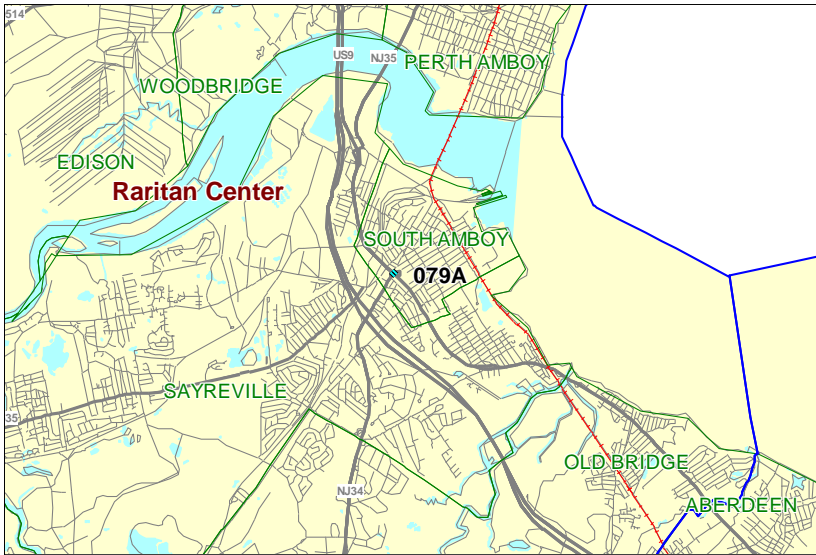 514
US9
NJ35
PERTH AMBOY
WOODBRIDGE
EDISON
Raritan Center
SOUTH AMBOY
079A
SAYREVILLE
35
OLD BRIDGE
NJ34
ABERDEEN